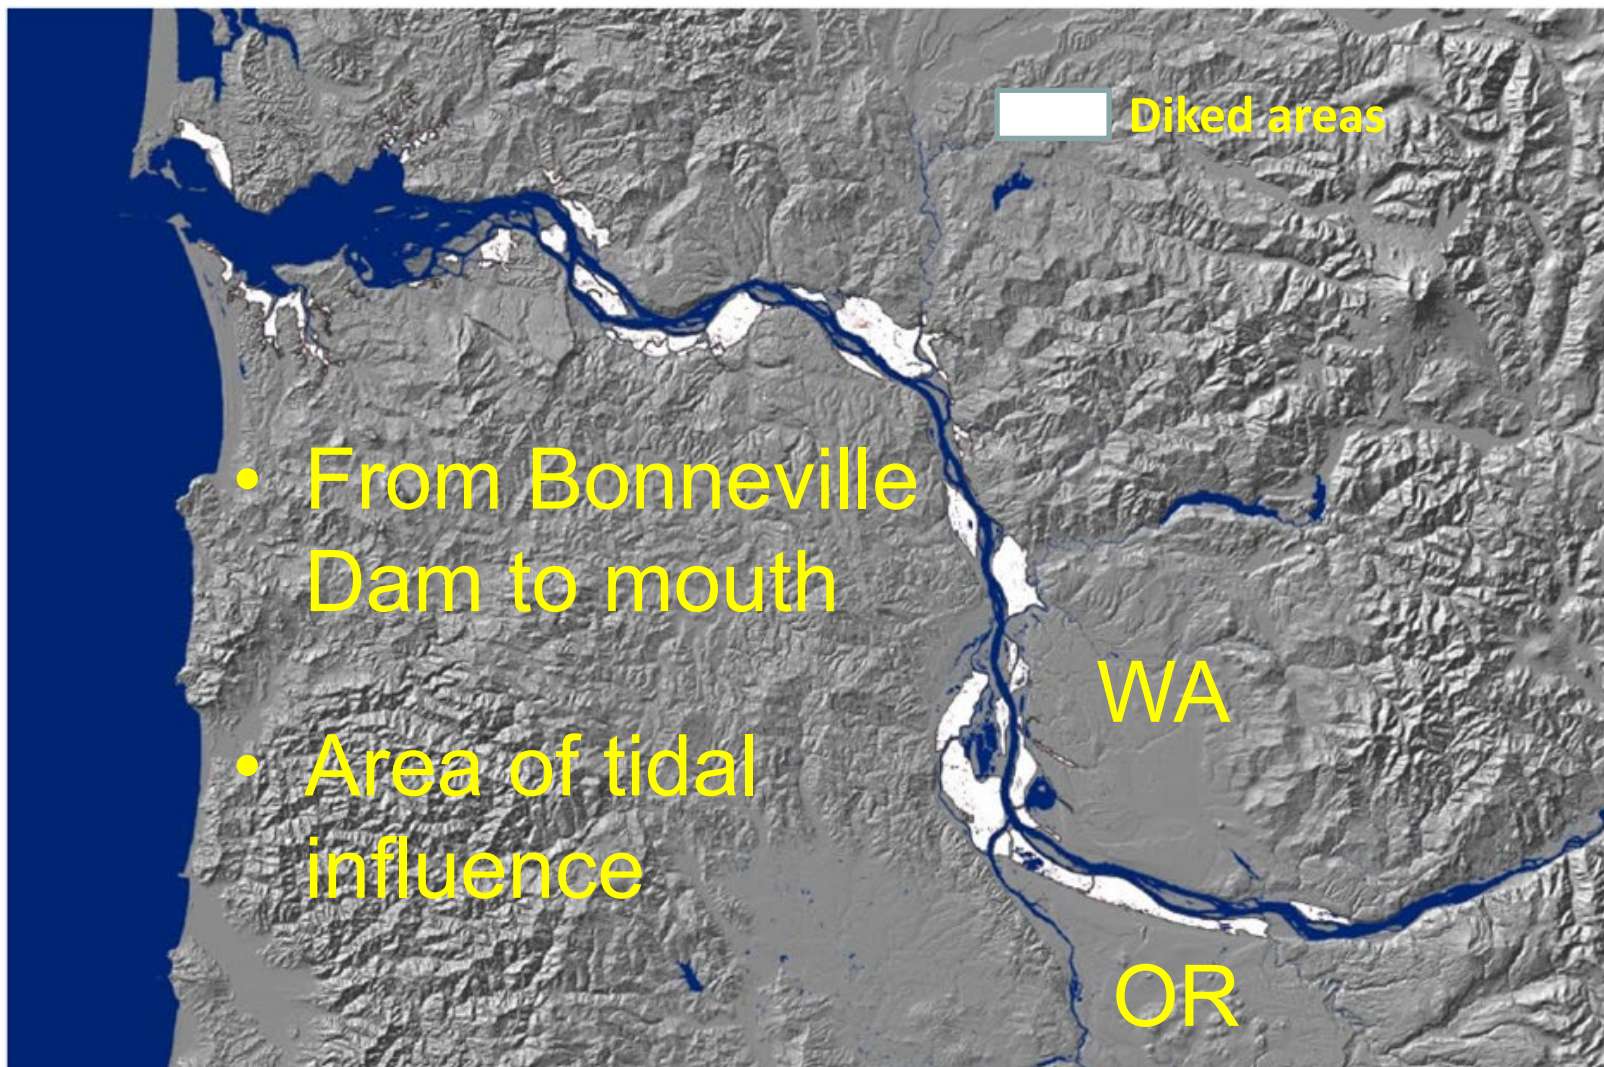 Diked areas
• From Bonneville
Dam to mouth
WA
• Area of tidal
influence
OR